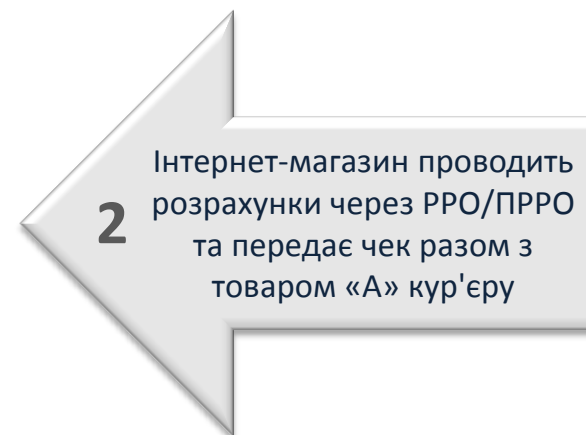 2
Інтернет-магазин проводить
розрахунки через РРО/ПРРО
та передає чек разом з
товаром «А» кур'єру